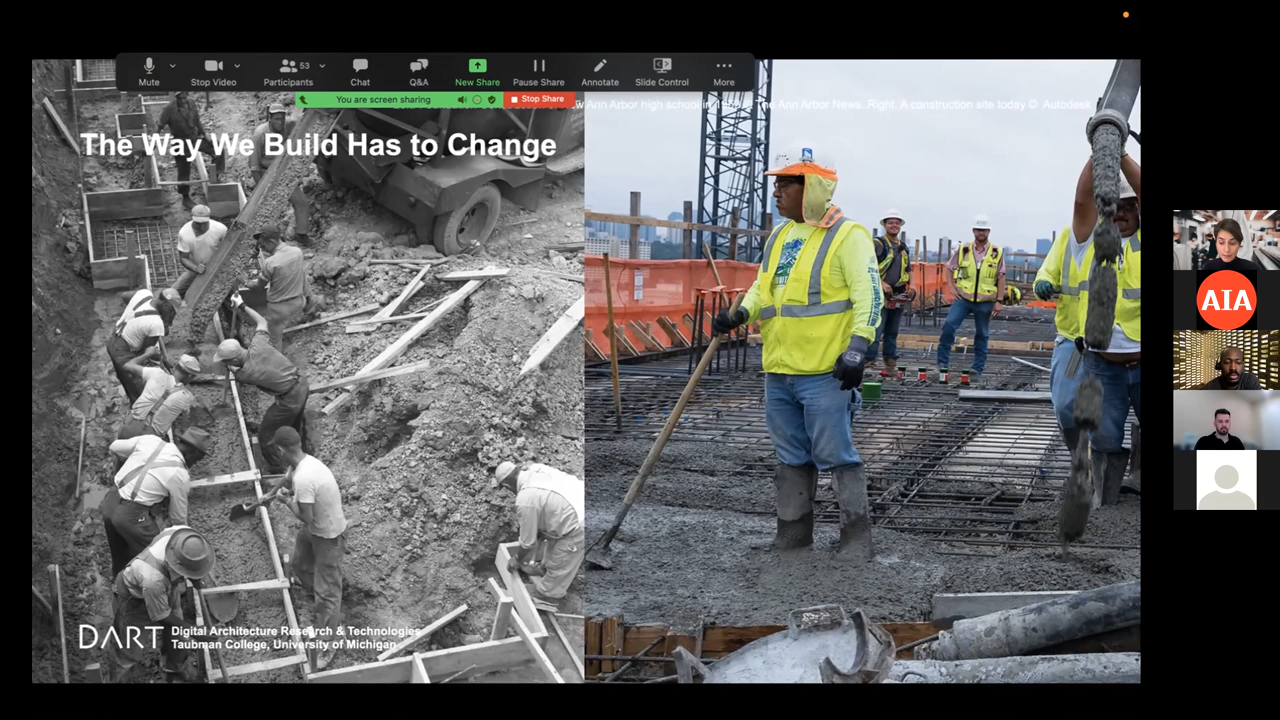 53
Mute
Stop Video
Participants
Chat
Q&A
New Share
Pause Share
Annotate
Slide Control
More
You are screen sharing
Stop Share
Ann Arbor high school in
The Ann Arbor News. Right. A construction site today © Autodesk
The Way We Build Has to Change
AIA
DART
Digital Architecture Research & Technologies
Taubman College, University of Michigan